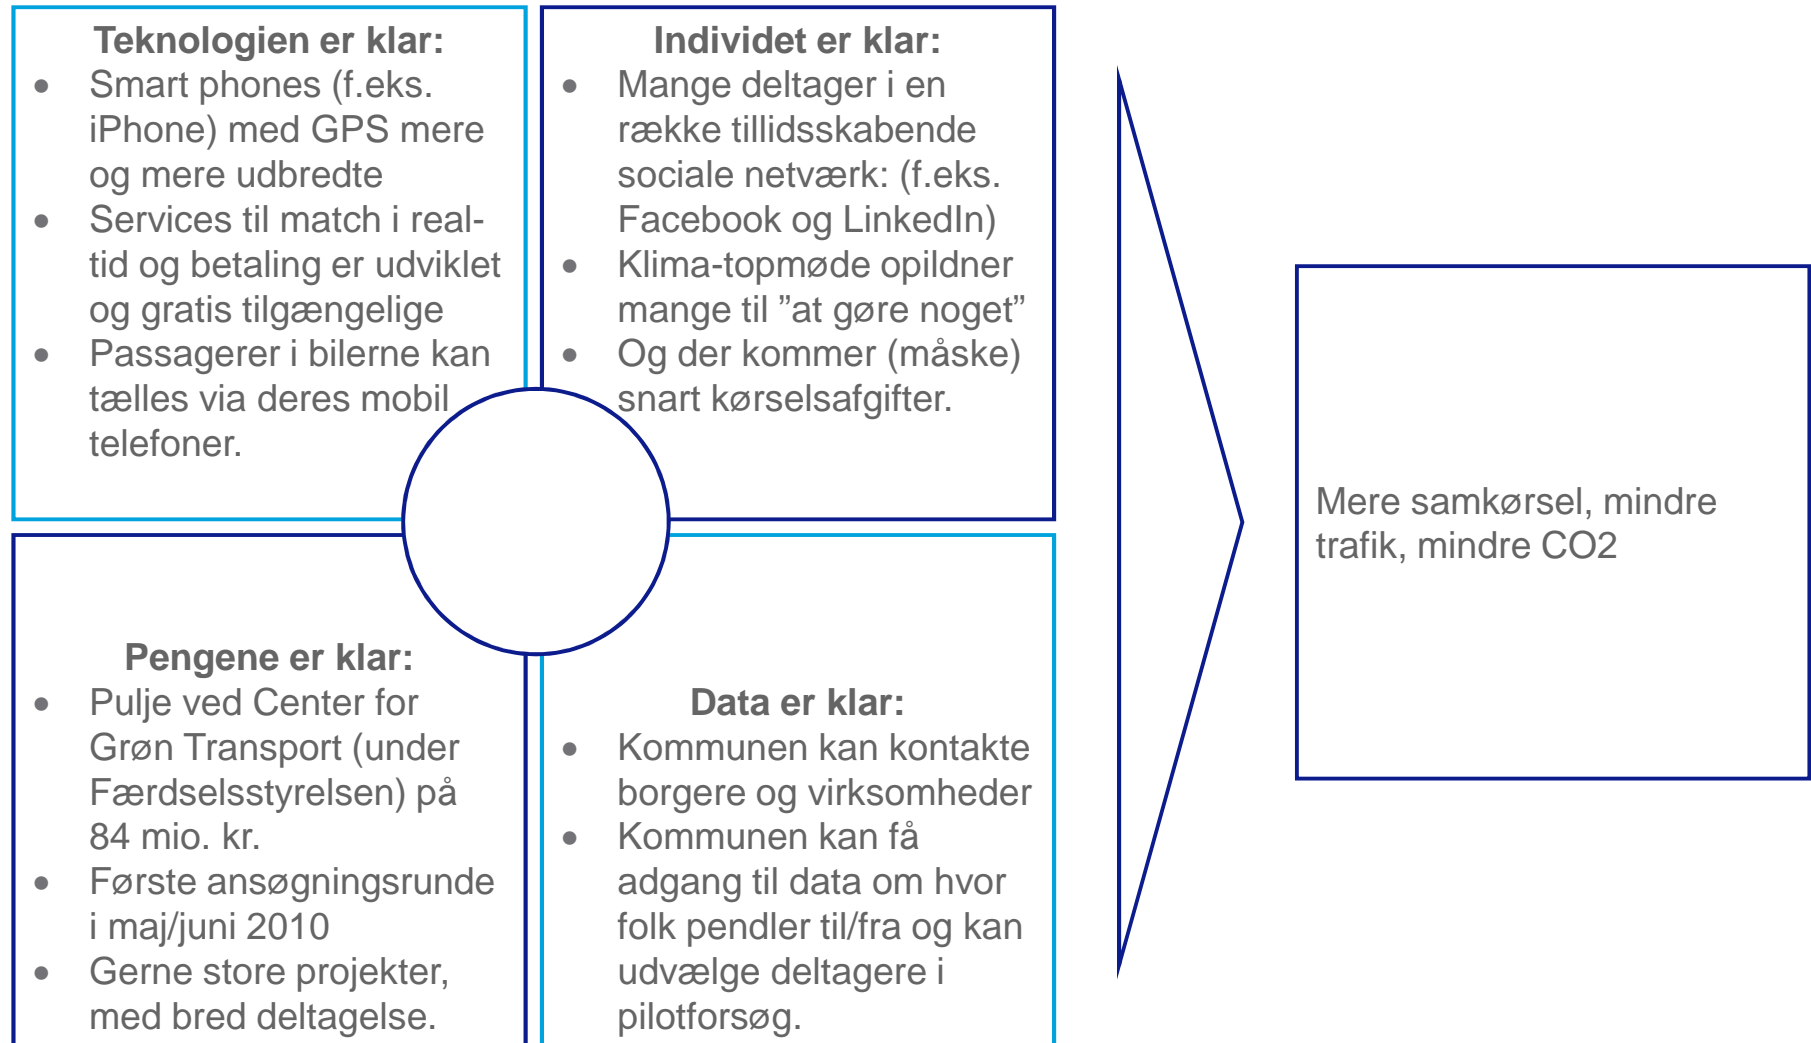 Teknologien er klar:
• Smart phones (f.eks.
iPhone) med GPS mere
og mere udbredte
• Services til match i real-
tid og betaling er udviklet
og gratis tilgængelige
• Passagerer i bilerne kan
tælles via deres mobil
telefoner.
Individet er klar:
• Mange deltager i en
række tillidsskabende
sociale netværk: (f.eks.
Facebook og LinkedIn)
• Klima-topmøde opildner
mange til ”at gøre noget”
• Og der kommer (måske)
snart kørselsafgifter.
Pengene er klar:
• Pulje ved Center for
Grøn Transport (under
Færdselsstyrelsen) på
84 mio. kr.
• Første ansøgningsrunde
i maj/juni 2010
• Gerne store projekter,
med bred deltagelse.
Data er klar:
• Kommunen kan kontakte
borgere og virksomheder
• Kommunen kan få
adgang til data om hvor
folk pendler til/fra og kan
udvælge deltagere i
pilotforsøg.
Mere samkørsel, mindre
trafik, mindre CO2